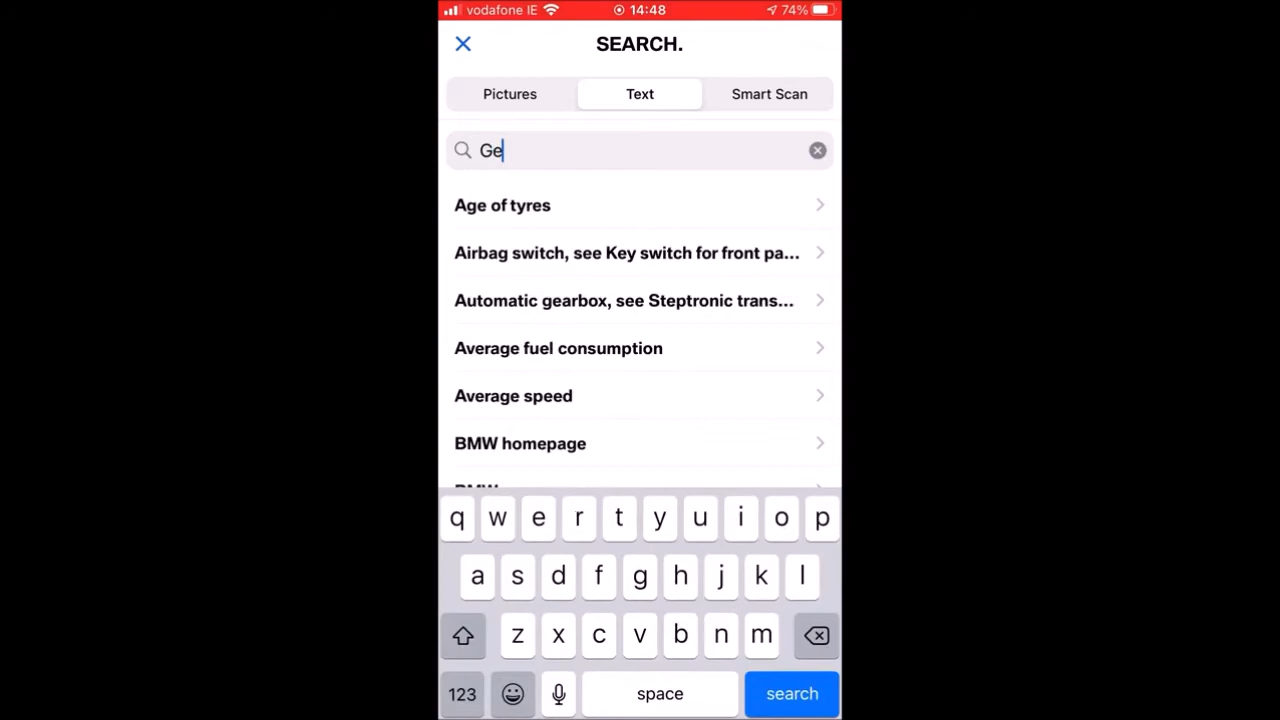 vodafone IE 14:48 74%
SEARCH.
Pictures Text Smart Scan
Ge
Age of tyres
Airbag switch, see Key switch for front pa...
Automatic gearbox, see Steptronic trans...
Average fuel consumption
Average speed
BMW homepage
BMW
q w e r t y u i o p
a s d f g h j k l
z x c v b n m
123 space search